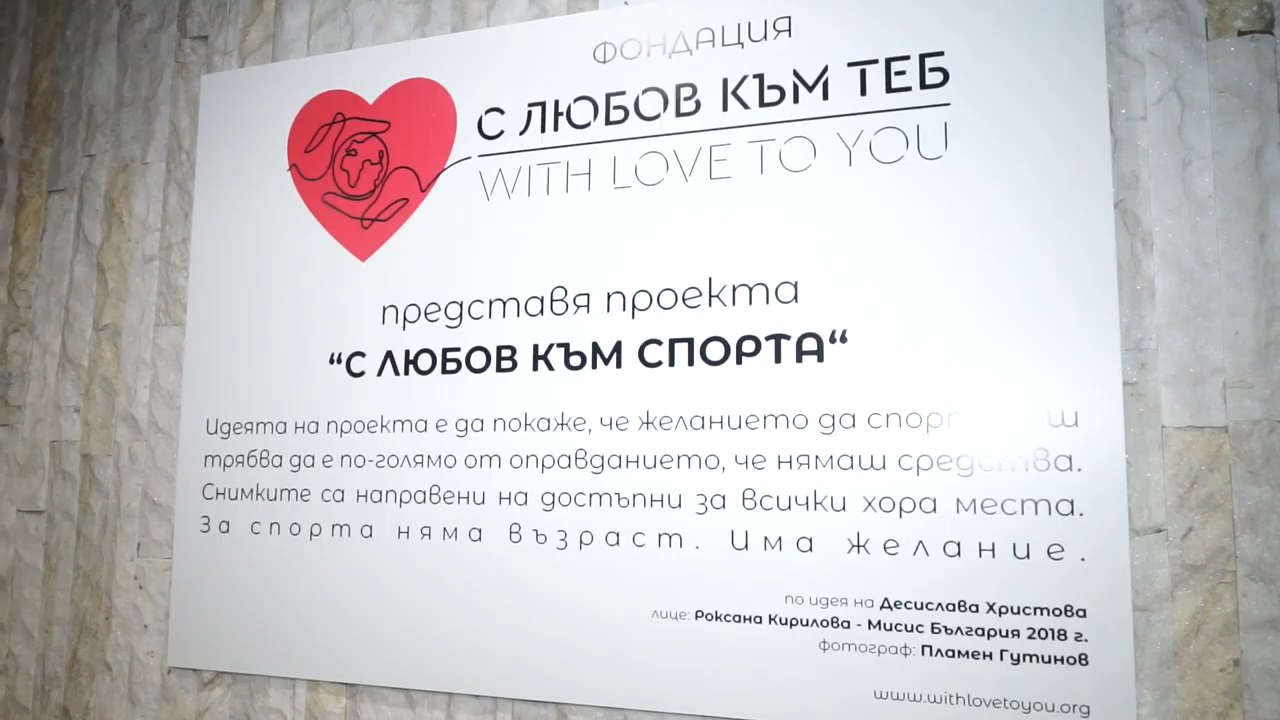 ФОНДАЦИЯ
С ЛЮБОВ КЪМ ТЕБ
WITH LOVE TO YOU
представя проекта
“С ЛЮБОВ КЪМ СПОРТА“
Идеята на проекта е да покаже, че желанието да
трябва да е по-голямо от оправданието, че нямаш средства.
Снимките са направени на достъпни за всички хора места.
За спорта няма възраст. Има желание.
по идея на Десислава Христова
лице: Роксана Кирилова - Мисис България 2018 г.
фотограф: Пламен Гутинов
www.withlovetoyou.org